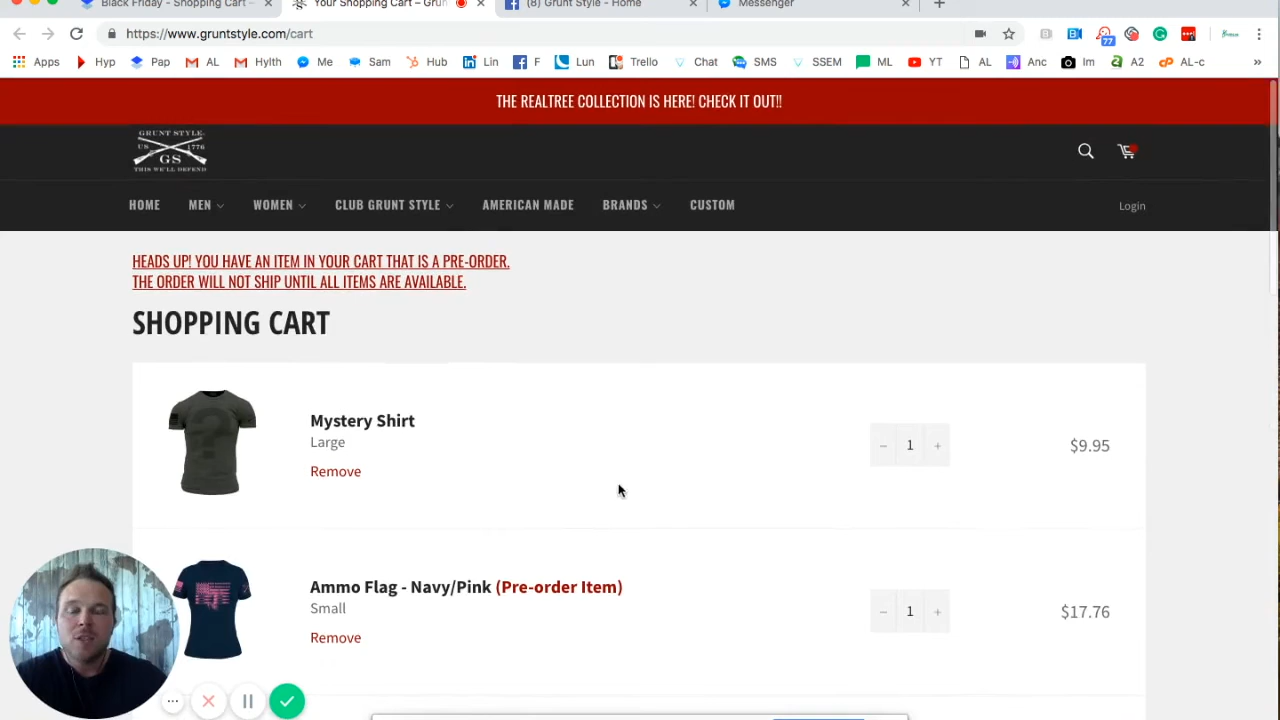 Black Friday - Shopping Cart
Your Shopping Cart – Grun
(8) Grunt Style - Home
Messenger
https://www.gruntstyle.com/cart
77
Apps Hyp Pap AL Hylth Me Sam Hub Lin F Lun Trello Chat SMS SSEM ML YT AL Anc Im A2 AL-c »
THE REALTREE COLLECTION IS HERE! CHECK IT OUT!!
GRUNT STYLE
US 1776
GS
THIS WE'LL DEFEND
HOME MEN WOMEN CLUB GRUNT STYLE AMERICAN MADE BRANDS CUSTOM Login
HEADS UP! YOU HAVE AN ITEM IN YOUR CART THAT IS A PRE-ORDER.
THE ORDER WILL NOT SHIP UNTIL ALL ITEMS ARE AVAILABLE.
SHOPPING CART
Mystery Shirt
Large
Remove
− 1 +
$9.95
Ammo Flag - Navy/Pink (Pre-order Item)
Small
Remove
− 1 +
$17.76